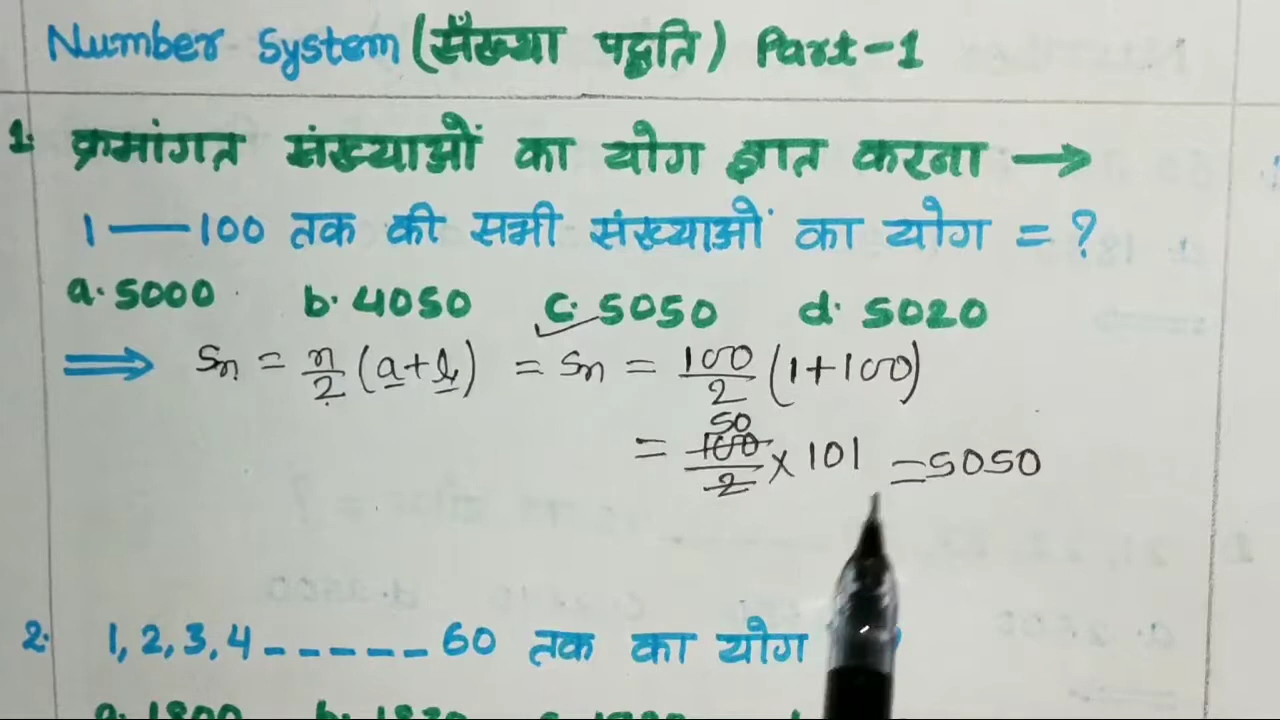 Number System (सँख्या पद्धति) Part-1
1. क्रमांगत संख्याओं का योग ज्ञात करना →
1 — 100 तक की सभी संख्याओं का योग = ?
a. 5000 b. 4050 c. 5050 d. 5020
⟹ Sn = n/2 (a+l) = Sn = 100/2 (1+100)
50
= 100/2 × 101 = 5050
2. 1, 2, 3, 4 ------ 60 तक का योग
a. 1800 b.